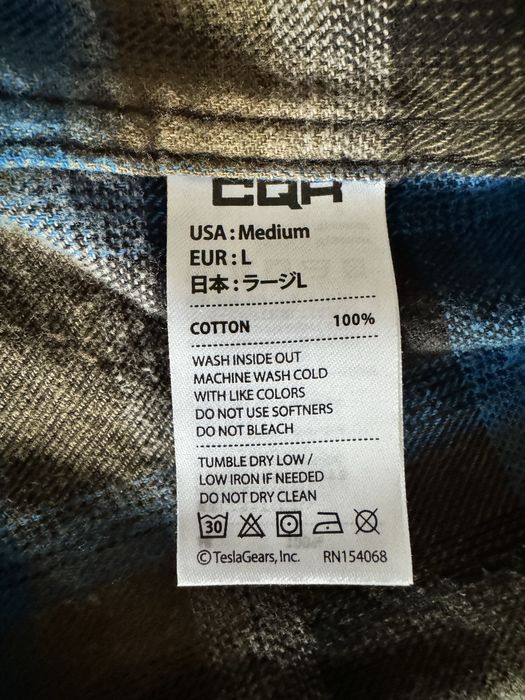 CQR
USA : Medium
EUR : L
日本 : ラージL
COTTON 100%
WASH INSIDE OUT
MACHINE WASH COLD
WITH LIKE COLORS
DO NOT USE SOFTNERS
DO NOT BLEACH
TUMBLE DRY LOW /
LOW IRON IF NEEDED
DO NOT DRY CLEAN
30
© TeslaGears, Inc. RN154068